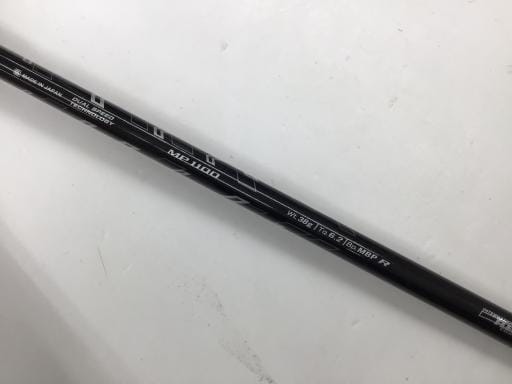 MADE IN JAPAN
DUAL SPEED
TECHNOLOGY
MP1100
Wt.38g | Tq.6.2 | Bp.MBP R